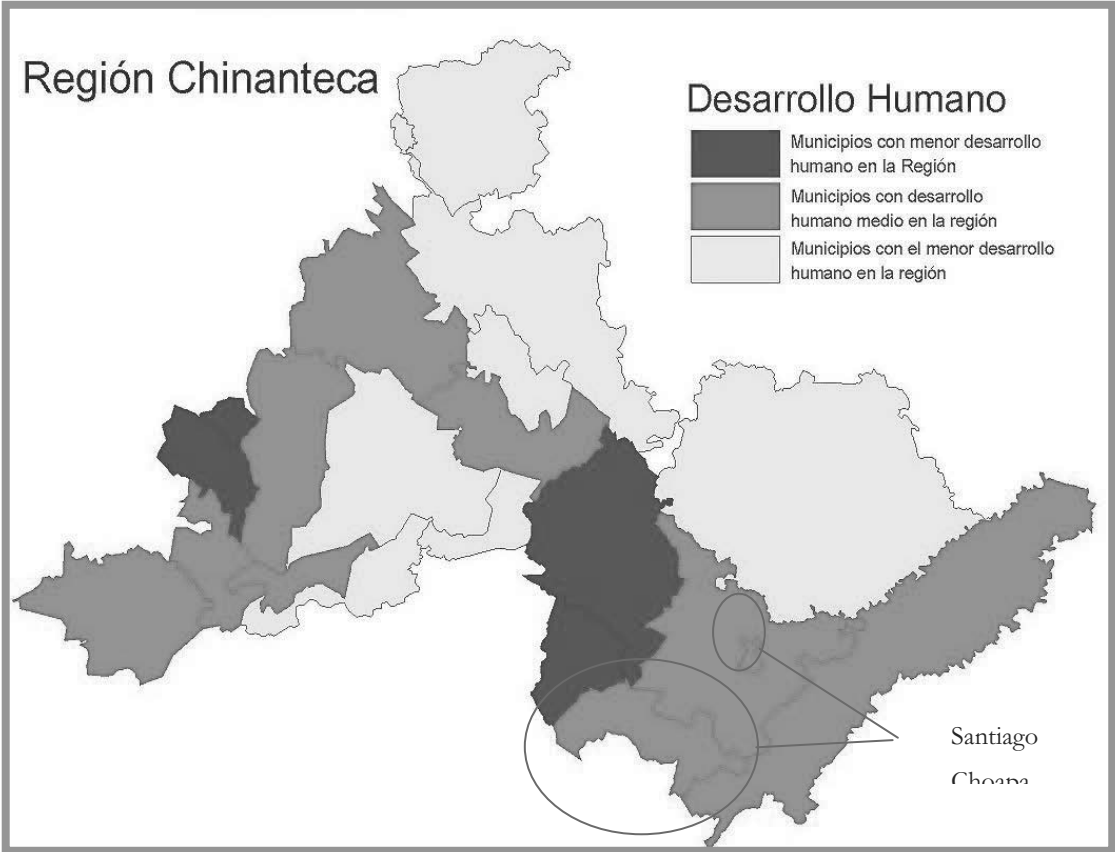 Región Chinanteca
Desarrollo Humano
Municipios con menor desarrollo
humano en la Región
Municipios con desarrollo
humano medio en la región
Municipios con el menor desarrollo
humano en la región
Santiago
Choapa